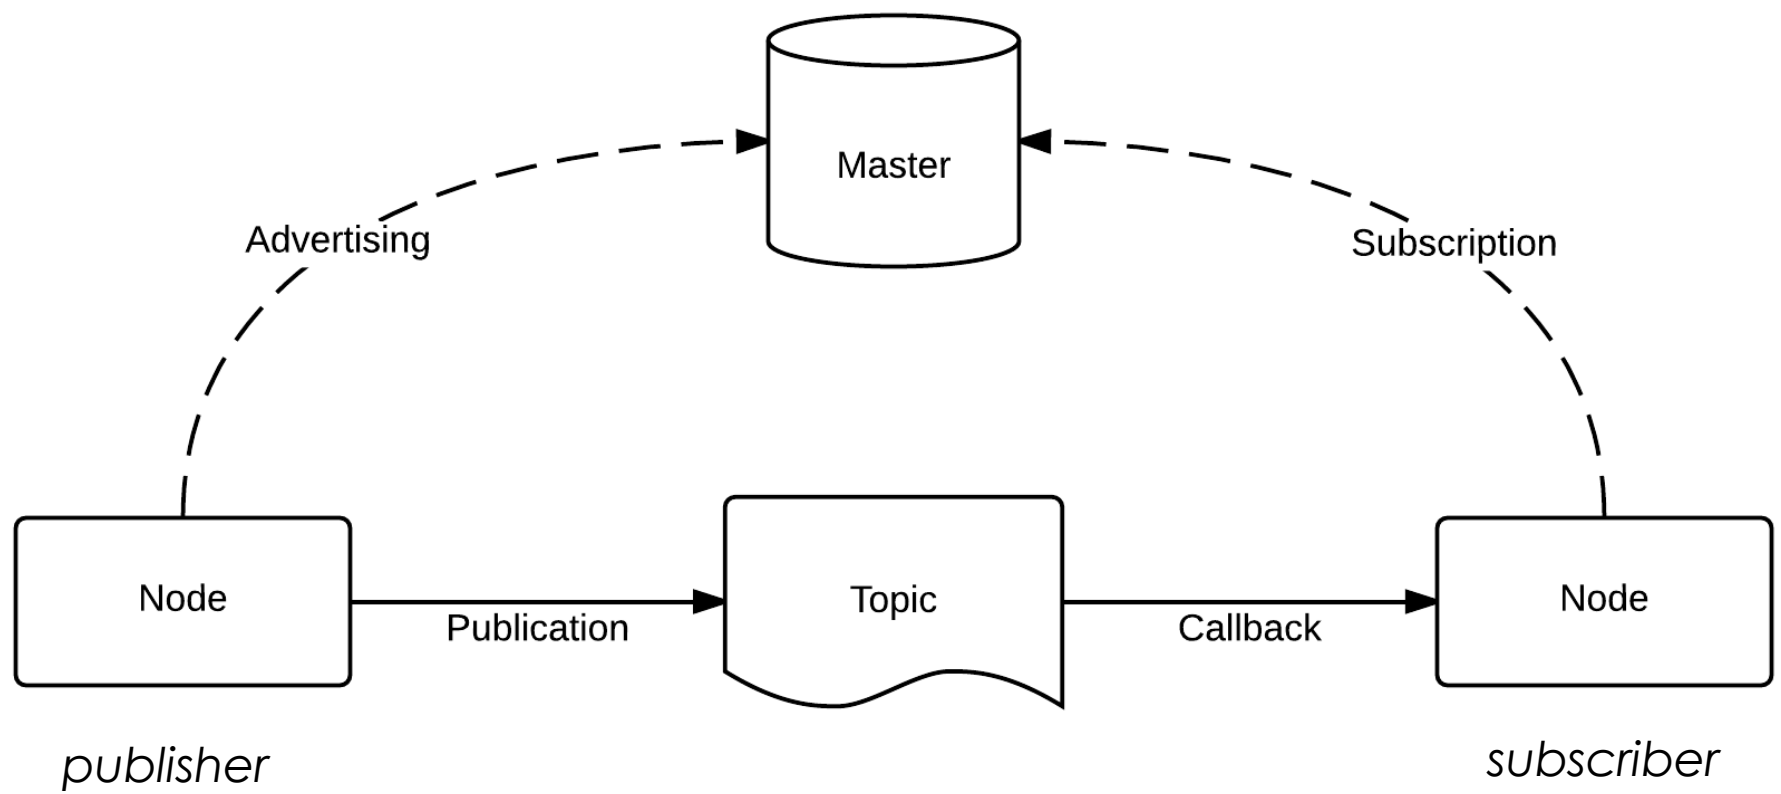 Master
Advertising
Subscription
Node
Publication
Topic
Callback
Node
publisher
subscriber